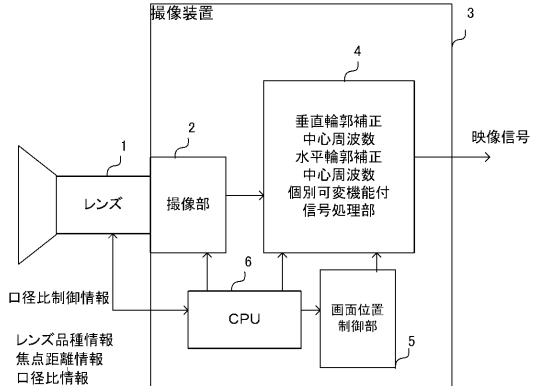 撮像装置
3
4
垂直輪郭補正
中心周波数
水平輪郭補正
中心周波数
個別可変機能付
信号処理部
映像信号
1
レンズ
2
撮像部
口径比制御情報
6
CPU
画面位置
制御部
5
レンズ品種情報
焦点距離情報
口径比情報